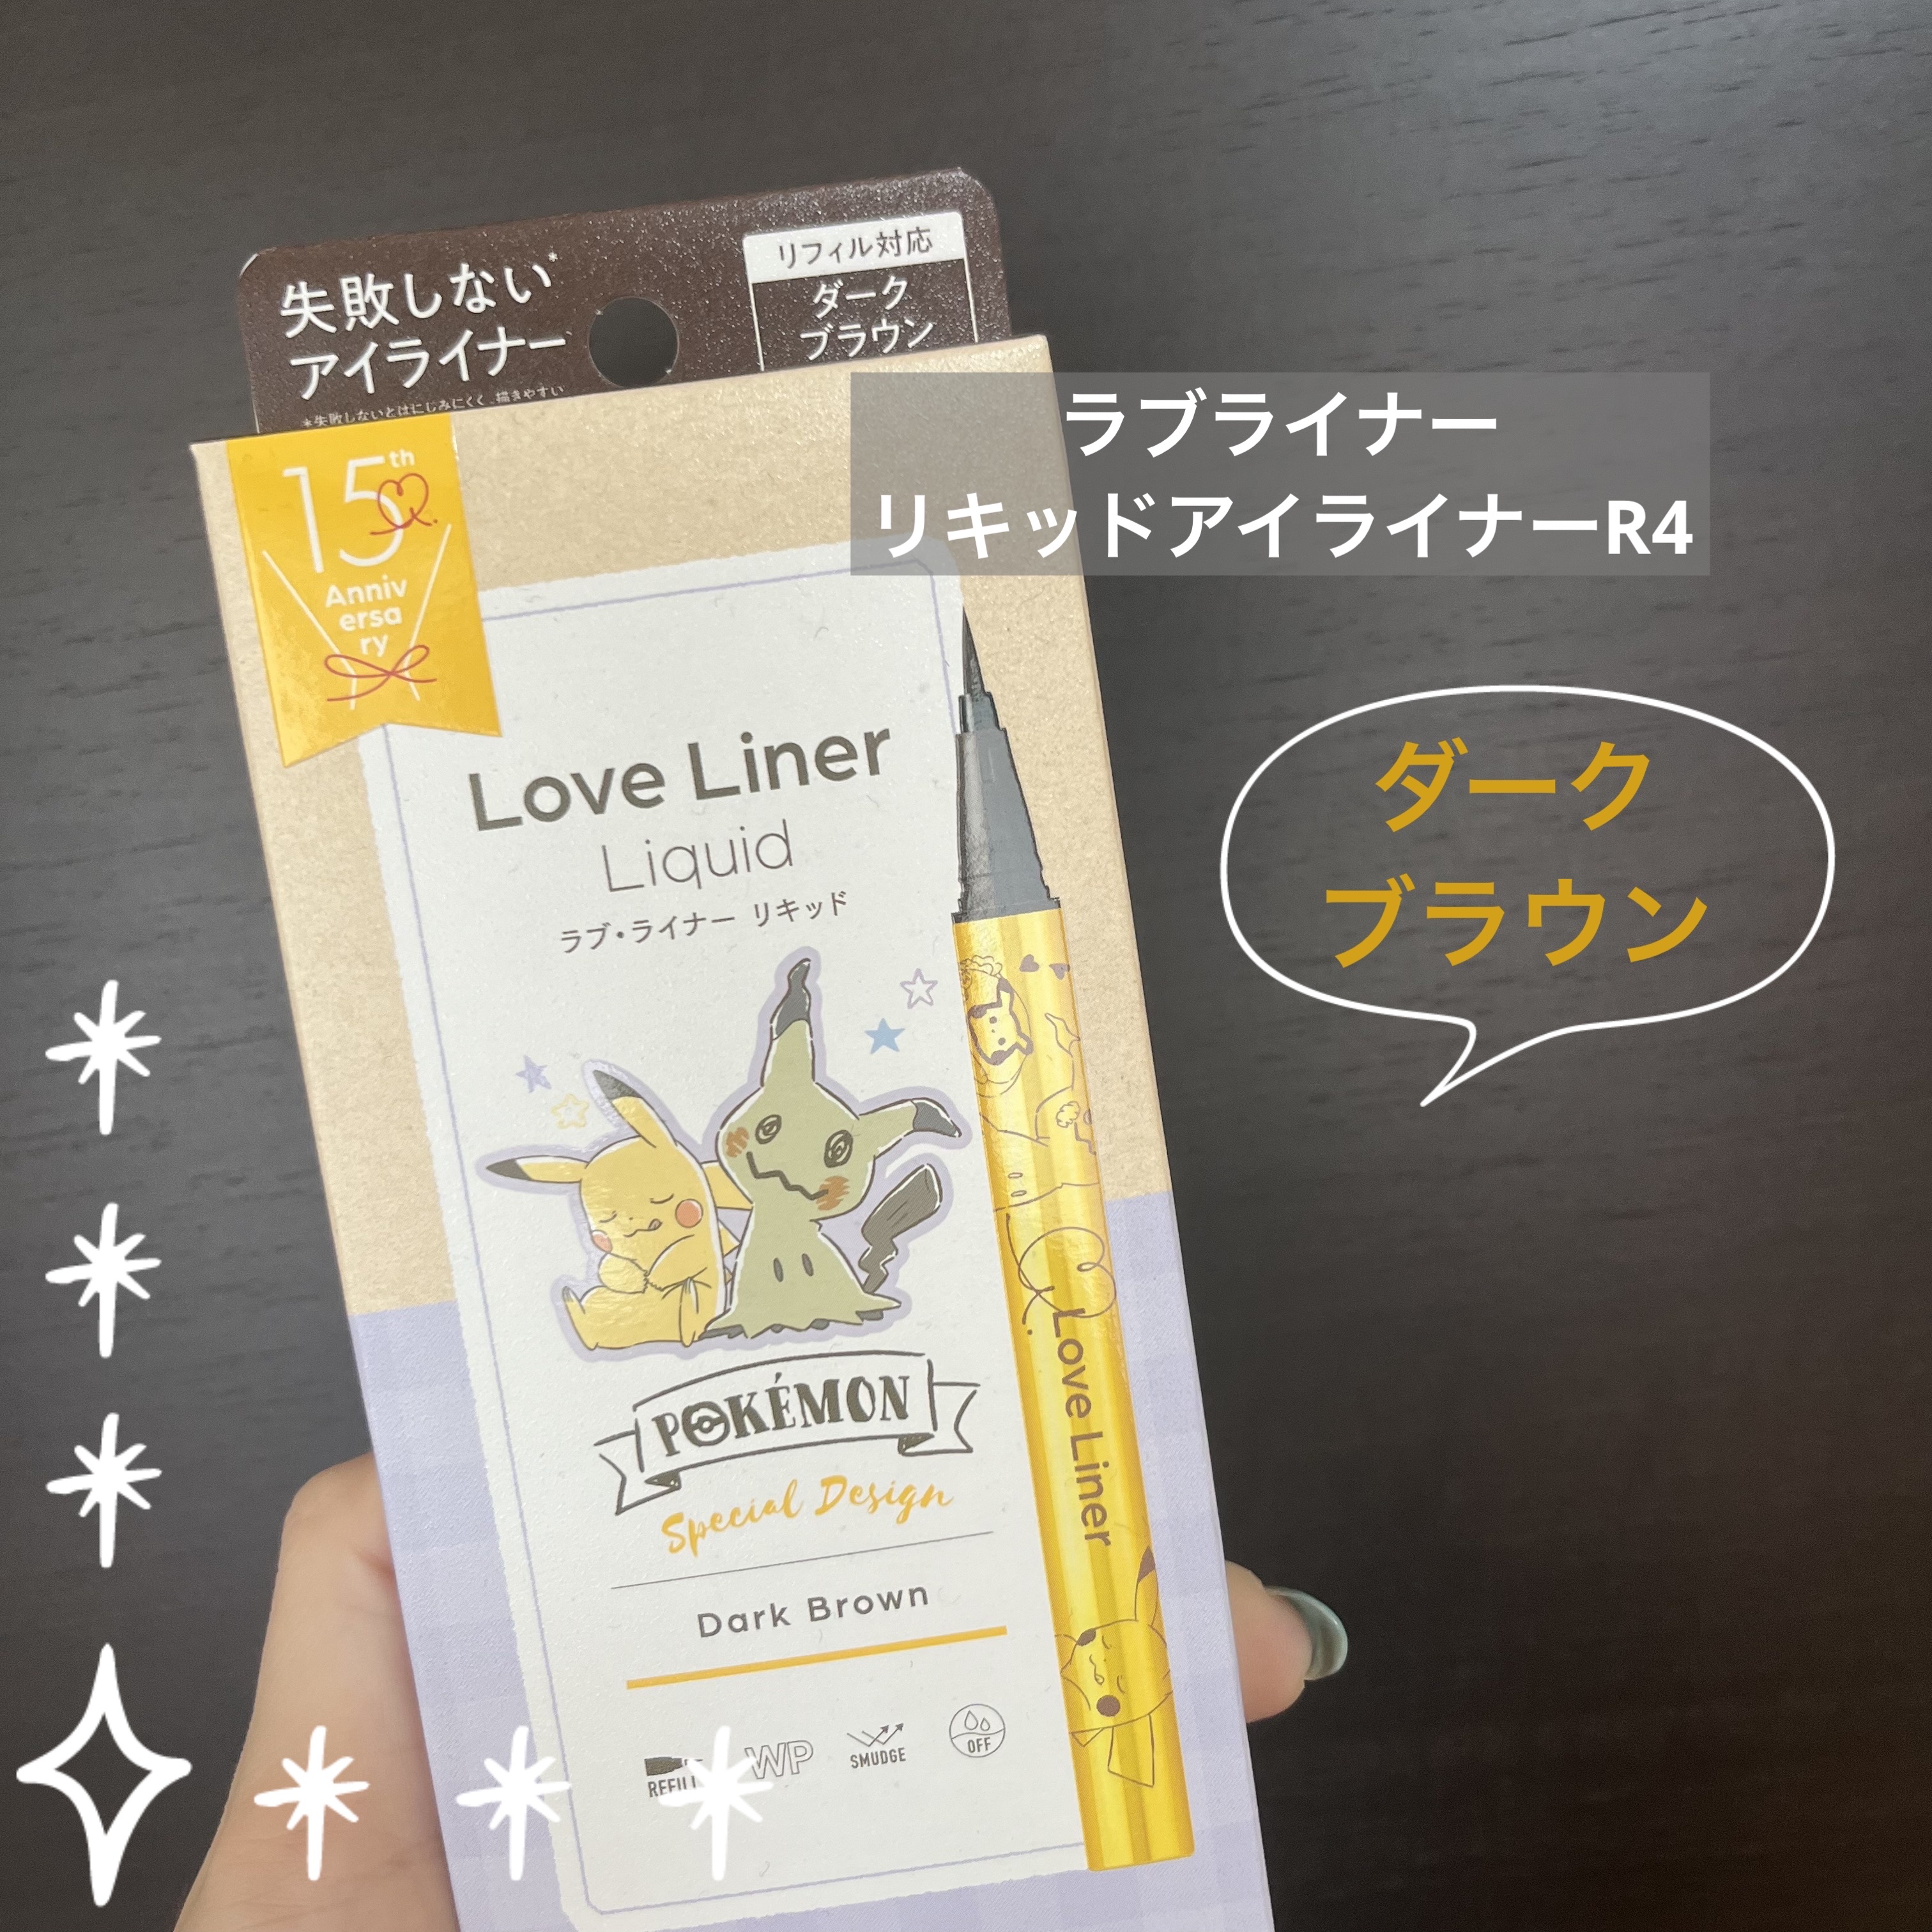 失敗しない*
アイライナー
*失敗しないとはにじみにくく、描きやすい
リフィル対応
ダーク
ブラウン
ラブライナー
リキッドアイライナーR4
15th
Anniv
ersa
ry
Love Liner
Liquid
ラブ・ライナー リキッド
ダーク
ブラウン
POKÉMON
Special Design
Dark Brown
Love Liner
REFILL
WP
SMUDGE
OFF